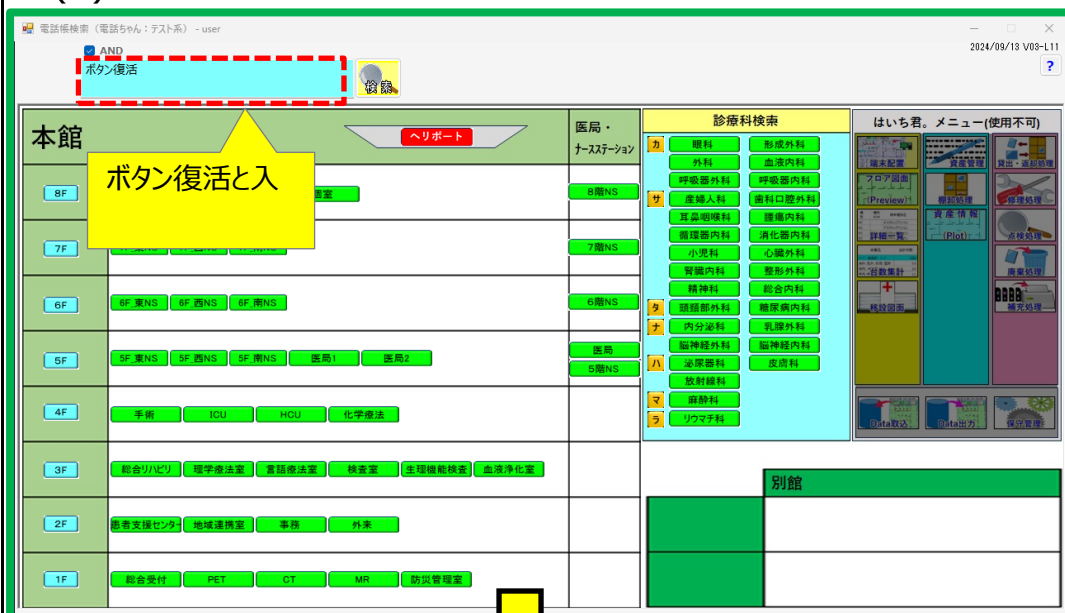 電話帳検索（電話ちゃん：テスト系） - user
AND
2024/09/13 V03-L11
ボタン復活
検索
?
本館
ヘリポート
医局・
ナースステーション
ボタン復活と入
8F
8階NS
7F
7階NS
6F
6F_東NS 6F_西NS 6F_南NS
6階NS
5F
5F_東NS 5F_西NS 5F_南NS 医局1 医局2
医局
5階NS
4F
手術 ICU HCU 化学療法
3F
総合リハビリ 理学療法室 言語療法室 検査室 生理機能検査 血液浄化室
2F
患者支援センター 地域連携室 事務 外来
1F
総合受付 PET CT MR 防災管理室
診療科検索
カ 眼科 形成外科
外科 血液内科
呼吸器外科 呼吸器内科
サ 産婦人科 歯科口腔外科
耳鼻咽喉科 腫瘍内科
循環器内科 消化器内科
小児科 心臓外科
腎臓内科 整形外科
精神科 総合内科
タ 頭頸部外科 糖尿病内科
ナ 内分泌科 乳腺外科
脳神経外科 脳神経内科
ハ 泌尿器科 皮膚科
放射線科
マ 麻酔科
ラ リウマチ科
はいち君。メニュー(使用不可)
端末配置 資産管理 貸出・返却処理
フロア図面
(Preview) 棚卸処理 修理処理
資産情報
詳細一覧 (Plot) 点検処理
台数集計 廃棄処理
移設図面 補充処理
Data取込 Data出力 保守管理
別館